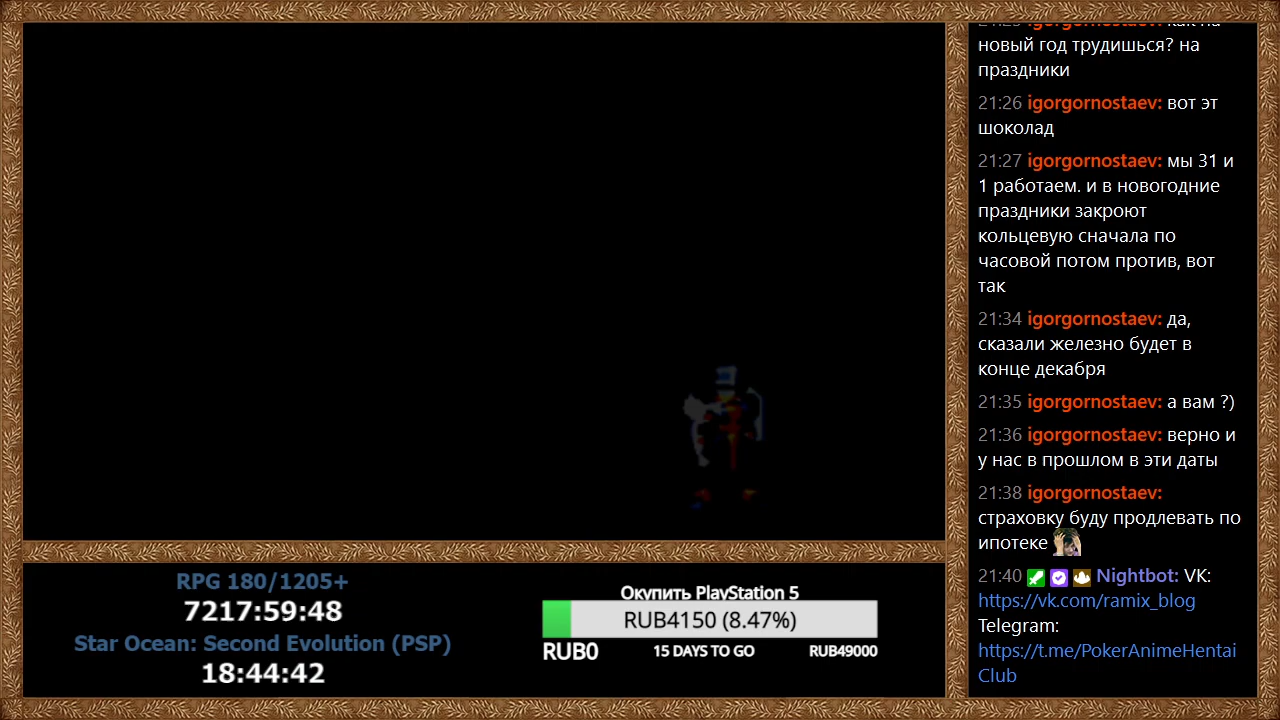 новый год трудишься? на
праздники
21:26 igorgornostaev: вот эт
шоколад
21:27 igorgornostaev: мы 31 и
1 работаем. и в новогодние
праздники закроют
кольцевую сначала по
часовой потом против, вот
так
21:34 igorgornostaev: да,
сказали железно будет в
конце декабря
21:35 igorgornostaev: а вам ?)
21:36 igorgornostaev: верно и
у нас в прошлом в эти даты
21:38 igorgornostaev:
страховку буду продлевать по
ипотеке
21:40 Nightbot: VK:
https://vk.com/ramix_blog
Telegram:
https://t.me/PokerAnimeHentai
Club
RPG 180/1205+
7217:59:48
Star Ocean: Second Evolution (PSP)
18:44:42
Окупить PlayStation 5
RUB4150 (8.47%)
RUB0 15 DAYS TO GO RUB49000